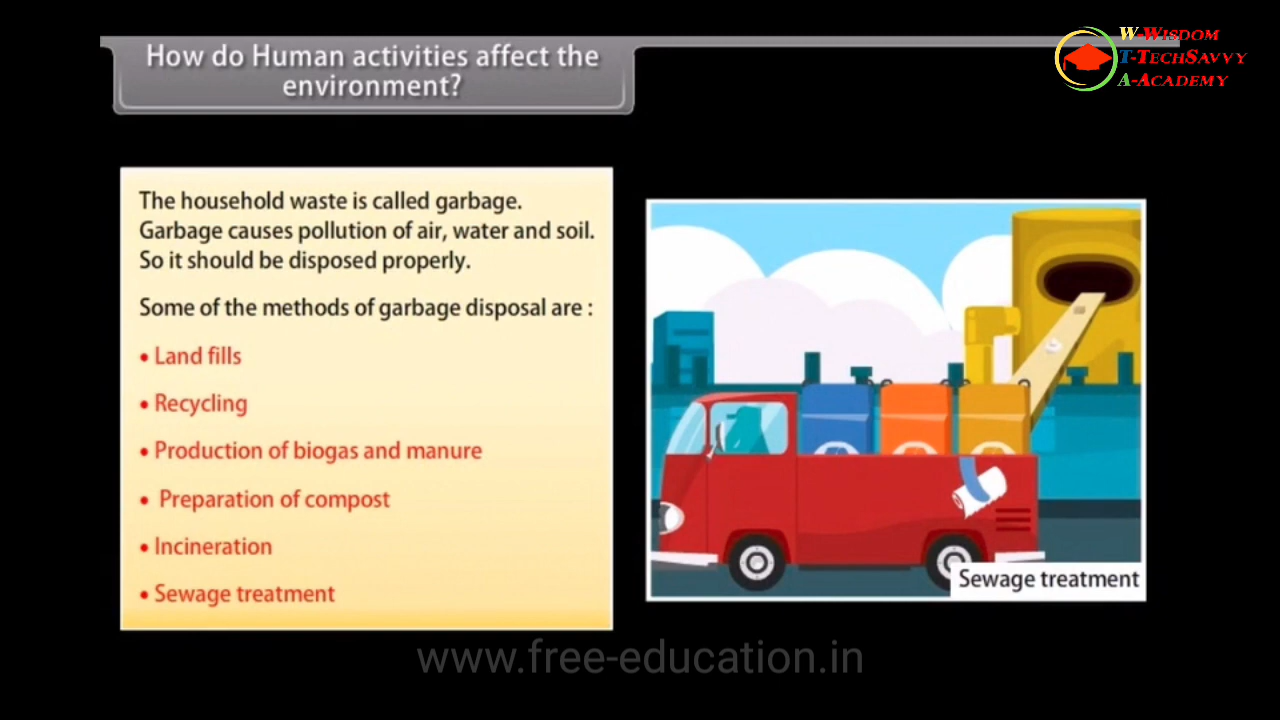 How do Human activities affect the
environment?
W-Wisdom
T-TechSavvy
A-Academy
The household waste is called garbage.
Garbage causes pollution of air, water and soil.
So it should be disposed properly.
Some of the methods of garbage disposal are :
• Land fills
• Recycling
• Production of biogas and manure
• Preparation of compost
• Incineration
• Sewage treatment
Sewage treatment
www.free-education.in